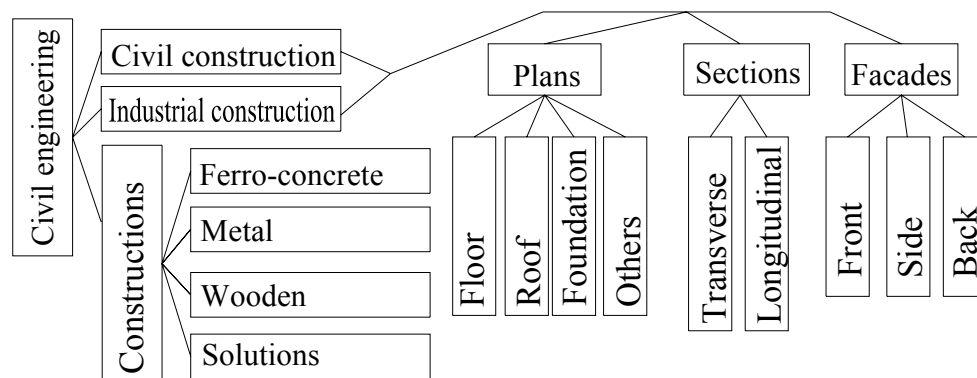 Civil engineering
Civil construction
Industrial construction
Constructions
Ferro-concrete
Metal
Wooden
Solutions
Plans
Sections
Facades
Floor
Roof
Foundation
Others
Transverse
Longitudinal
Front
Side
Back